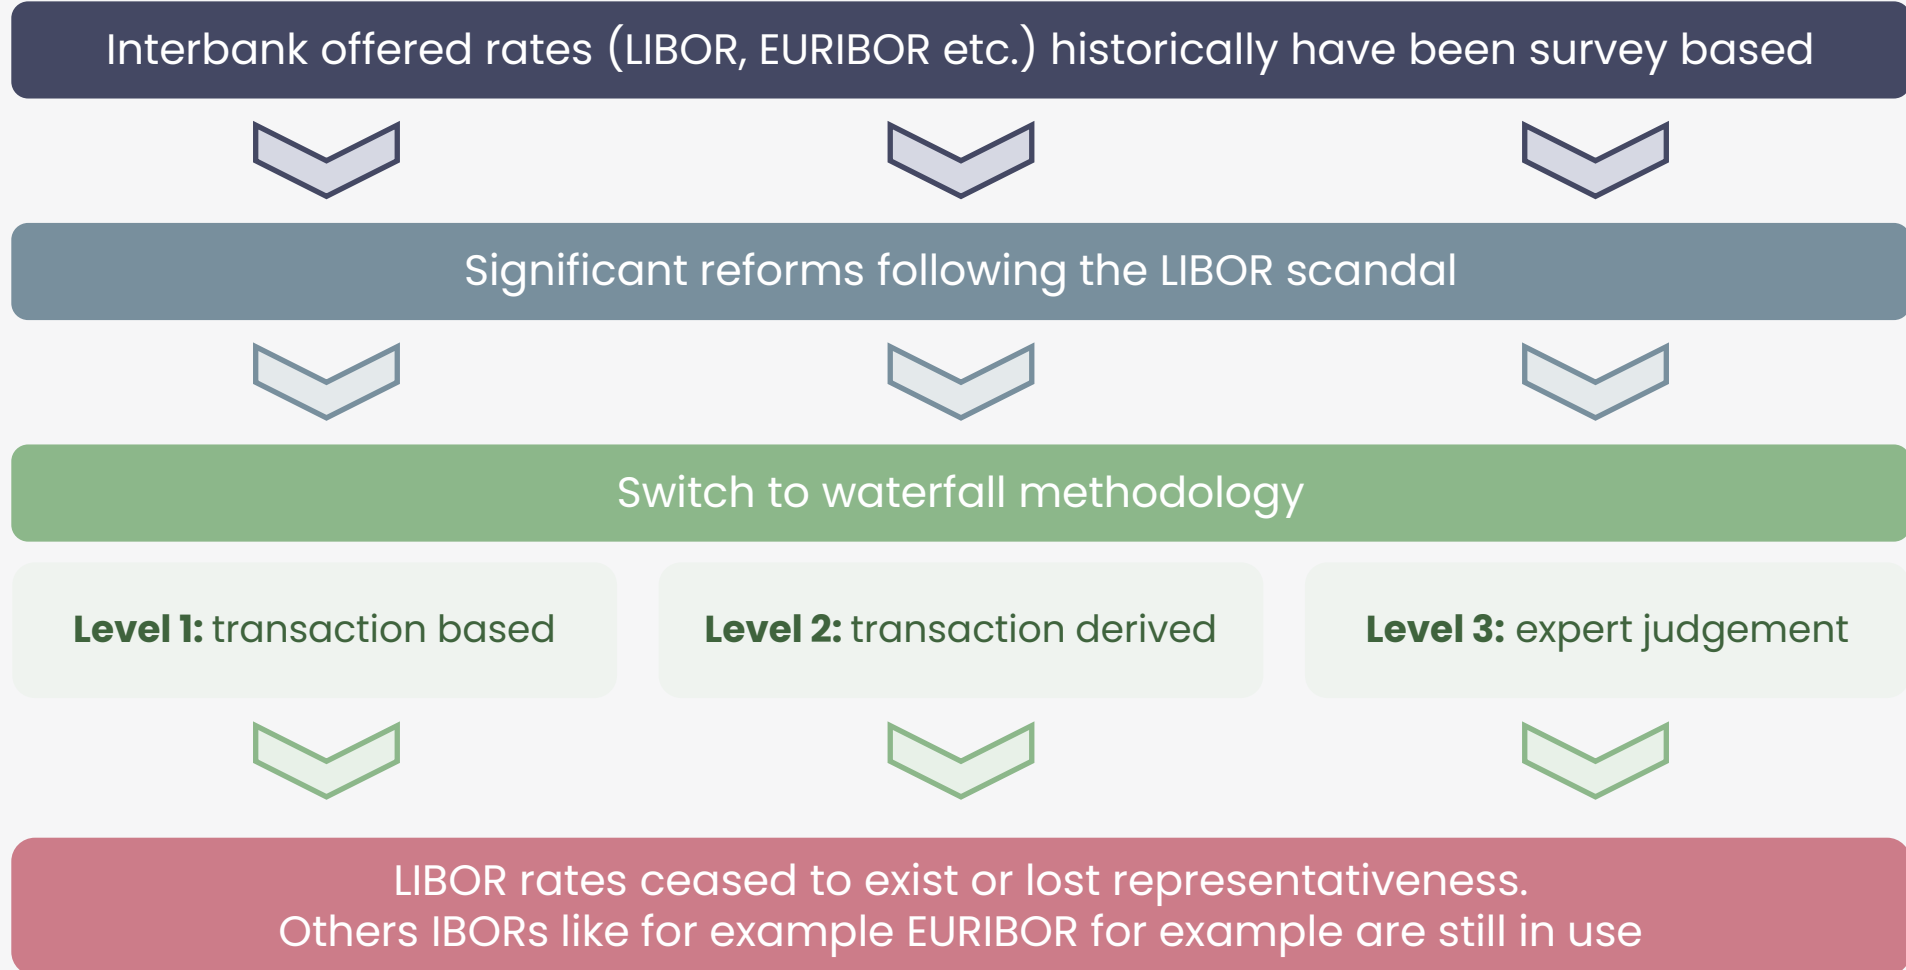 Interbank offered rates (LIBOR, EURIBOR etc.) historically have been survey based
Significant reforms following the LIBOR scandal
Switch to waterfall methodology
Level 1: transaction based
Level 2: transaction derived
Level 3: expert judgement
LIBOR rates ceased to exist or lost representativeness.
Others IBORs like for example EURIBOR for example are still in use